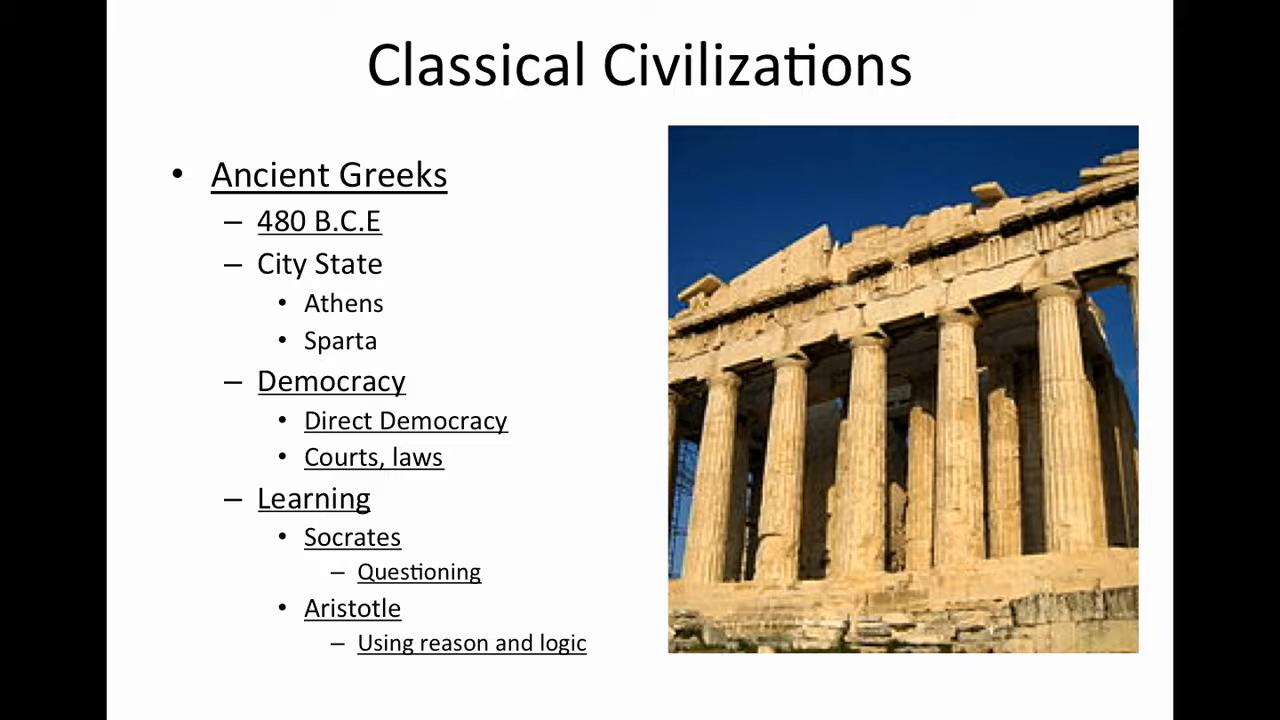 Classical Civilizations
• Ancient Greeks
– 480 B.C.E
– City State
• Athens
• Sparta
– Democracy
• Direct Democracy
• Courts, laws
– Learning
• Socrates
– Questioning
• Aristotle
– Using reason and logic